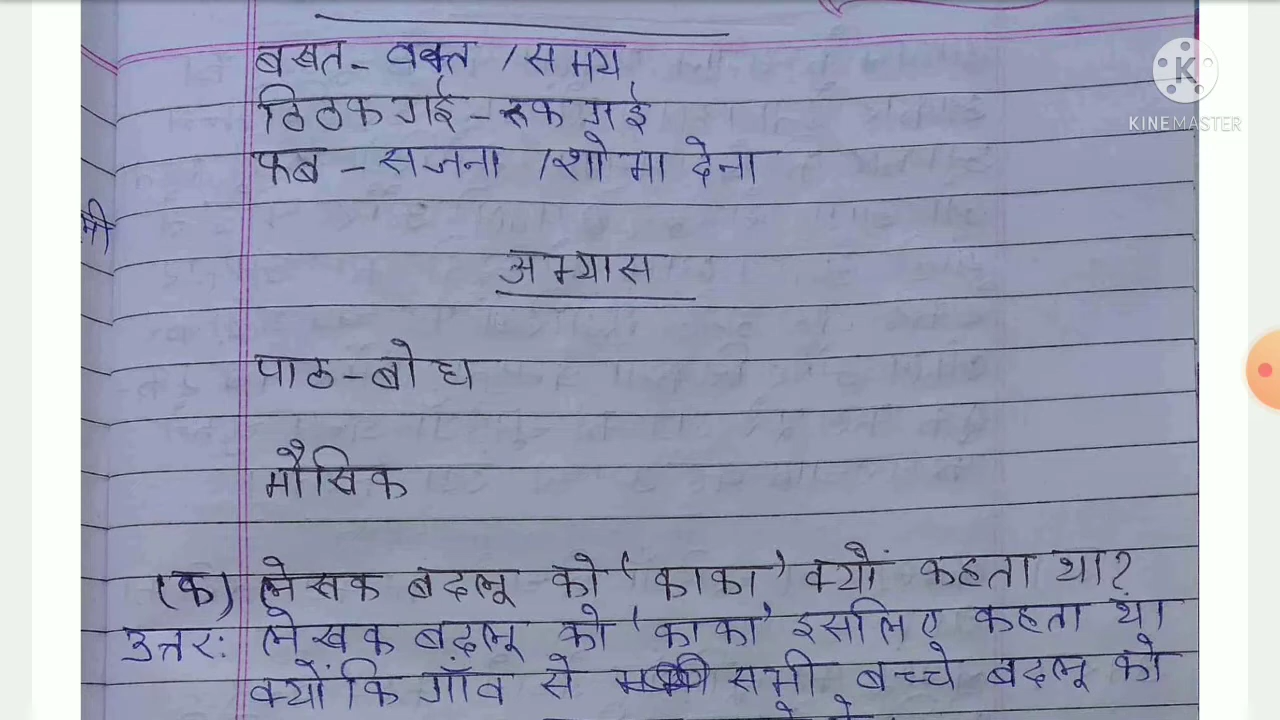 बखत - वक्त / समय
ठिठक गई - रुक गई
फब - सजना / शोभा देना
अभ्यास
पाठ - बोध
मौखिक
(क) लेखक बदलू को 'काका' क्यों कहता था?
उत्तर: लेखक बदलू को 'काका' इसलिए कहता था
क्योंकि गाँव से सभी बच्चे बदलू को
KINEMASTER